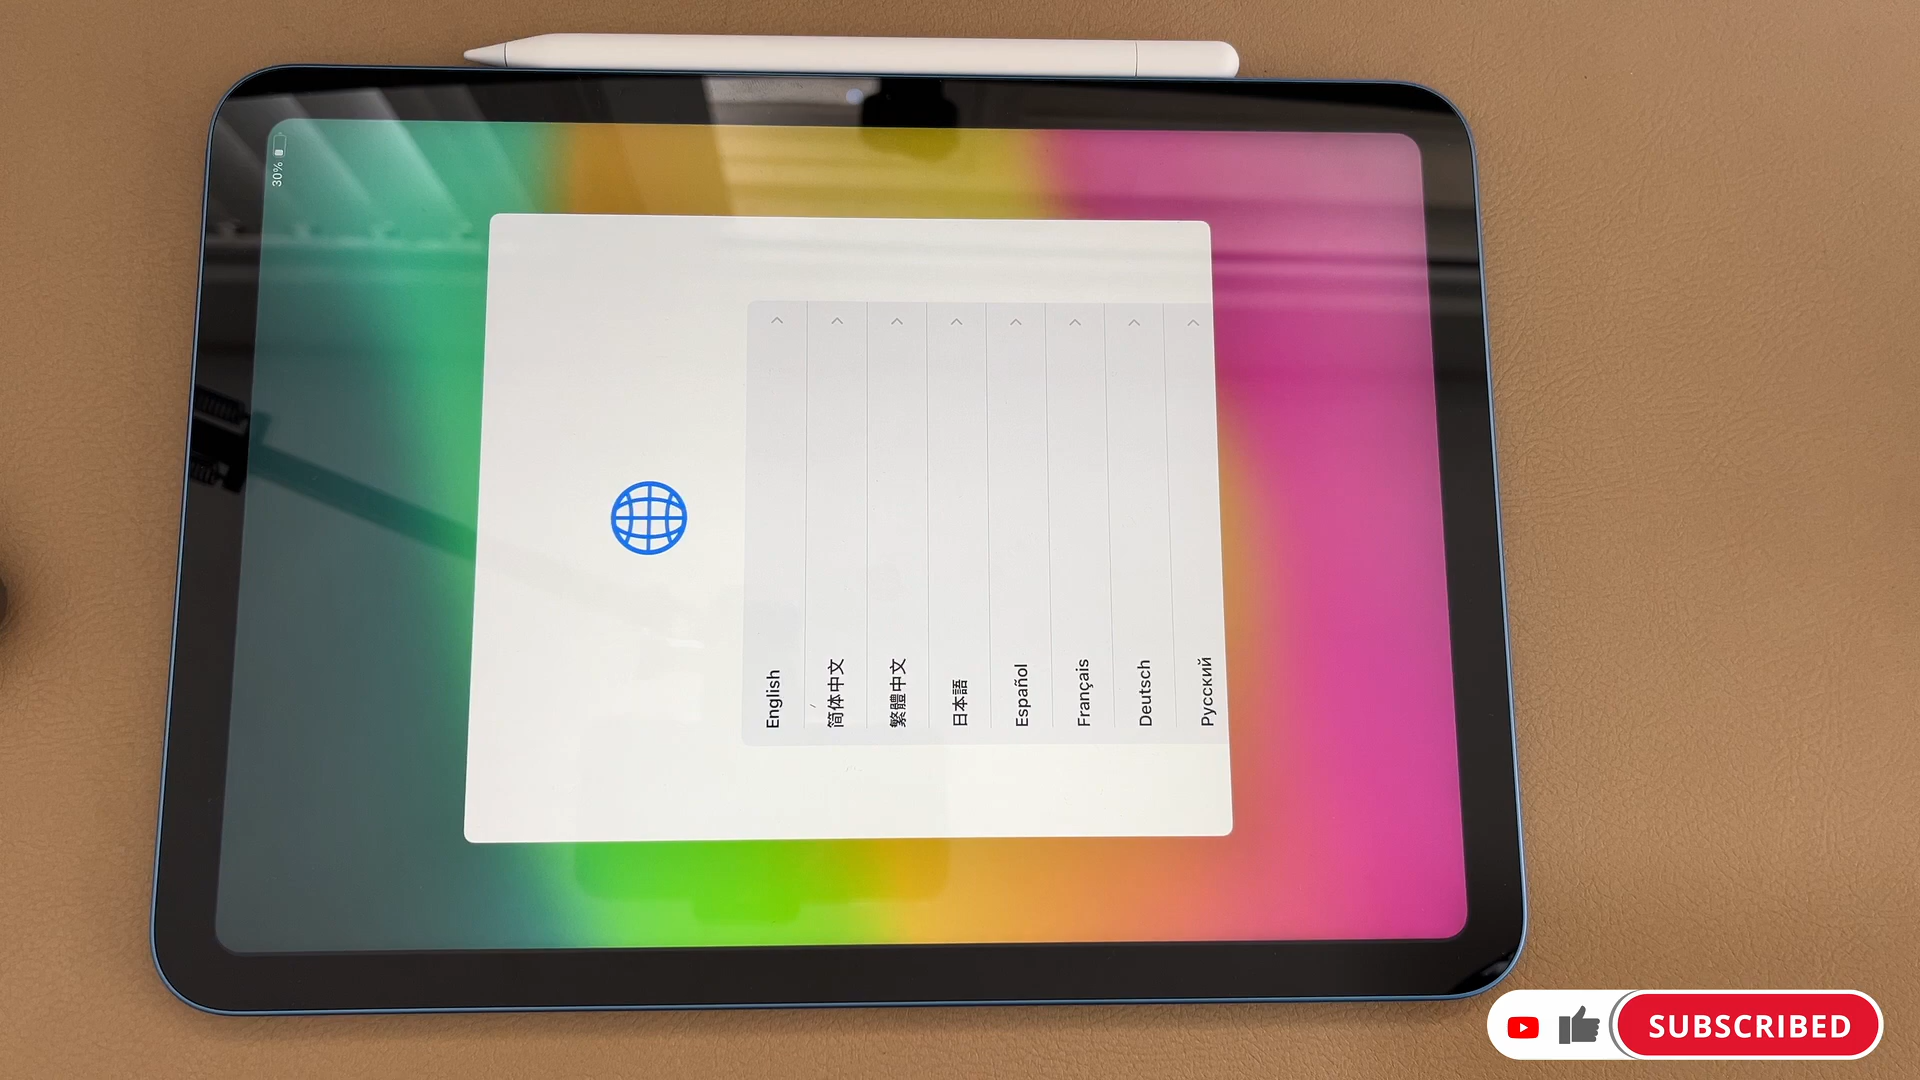 30%
English
简体中文
繁體中文
日本語
Español
Français
Deutsch
Русский
SUBSCRIBED